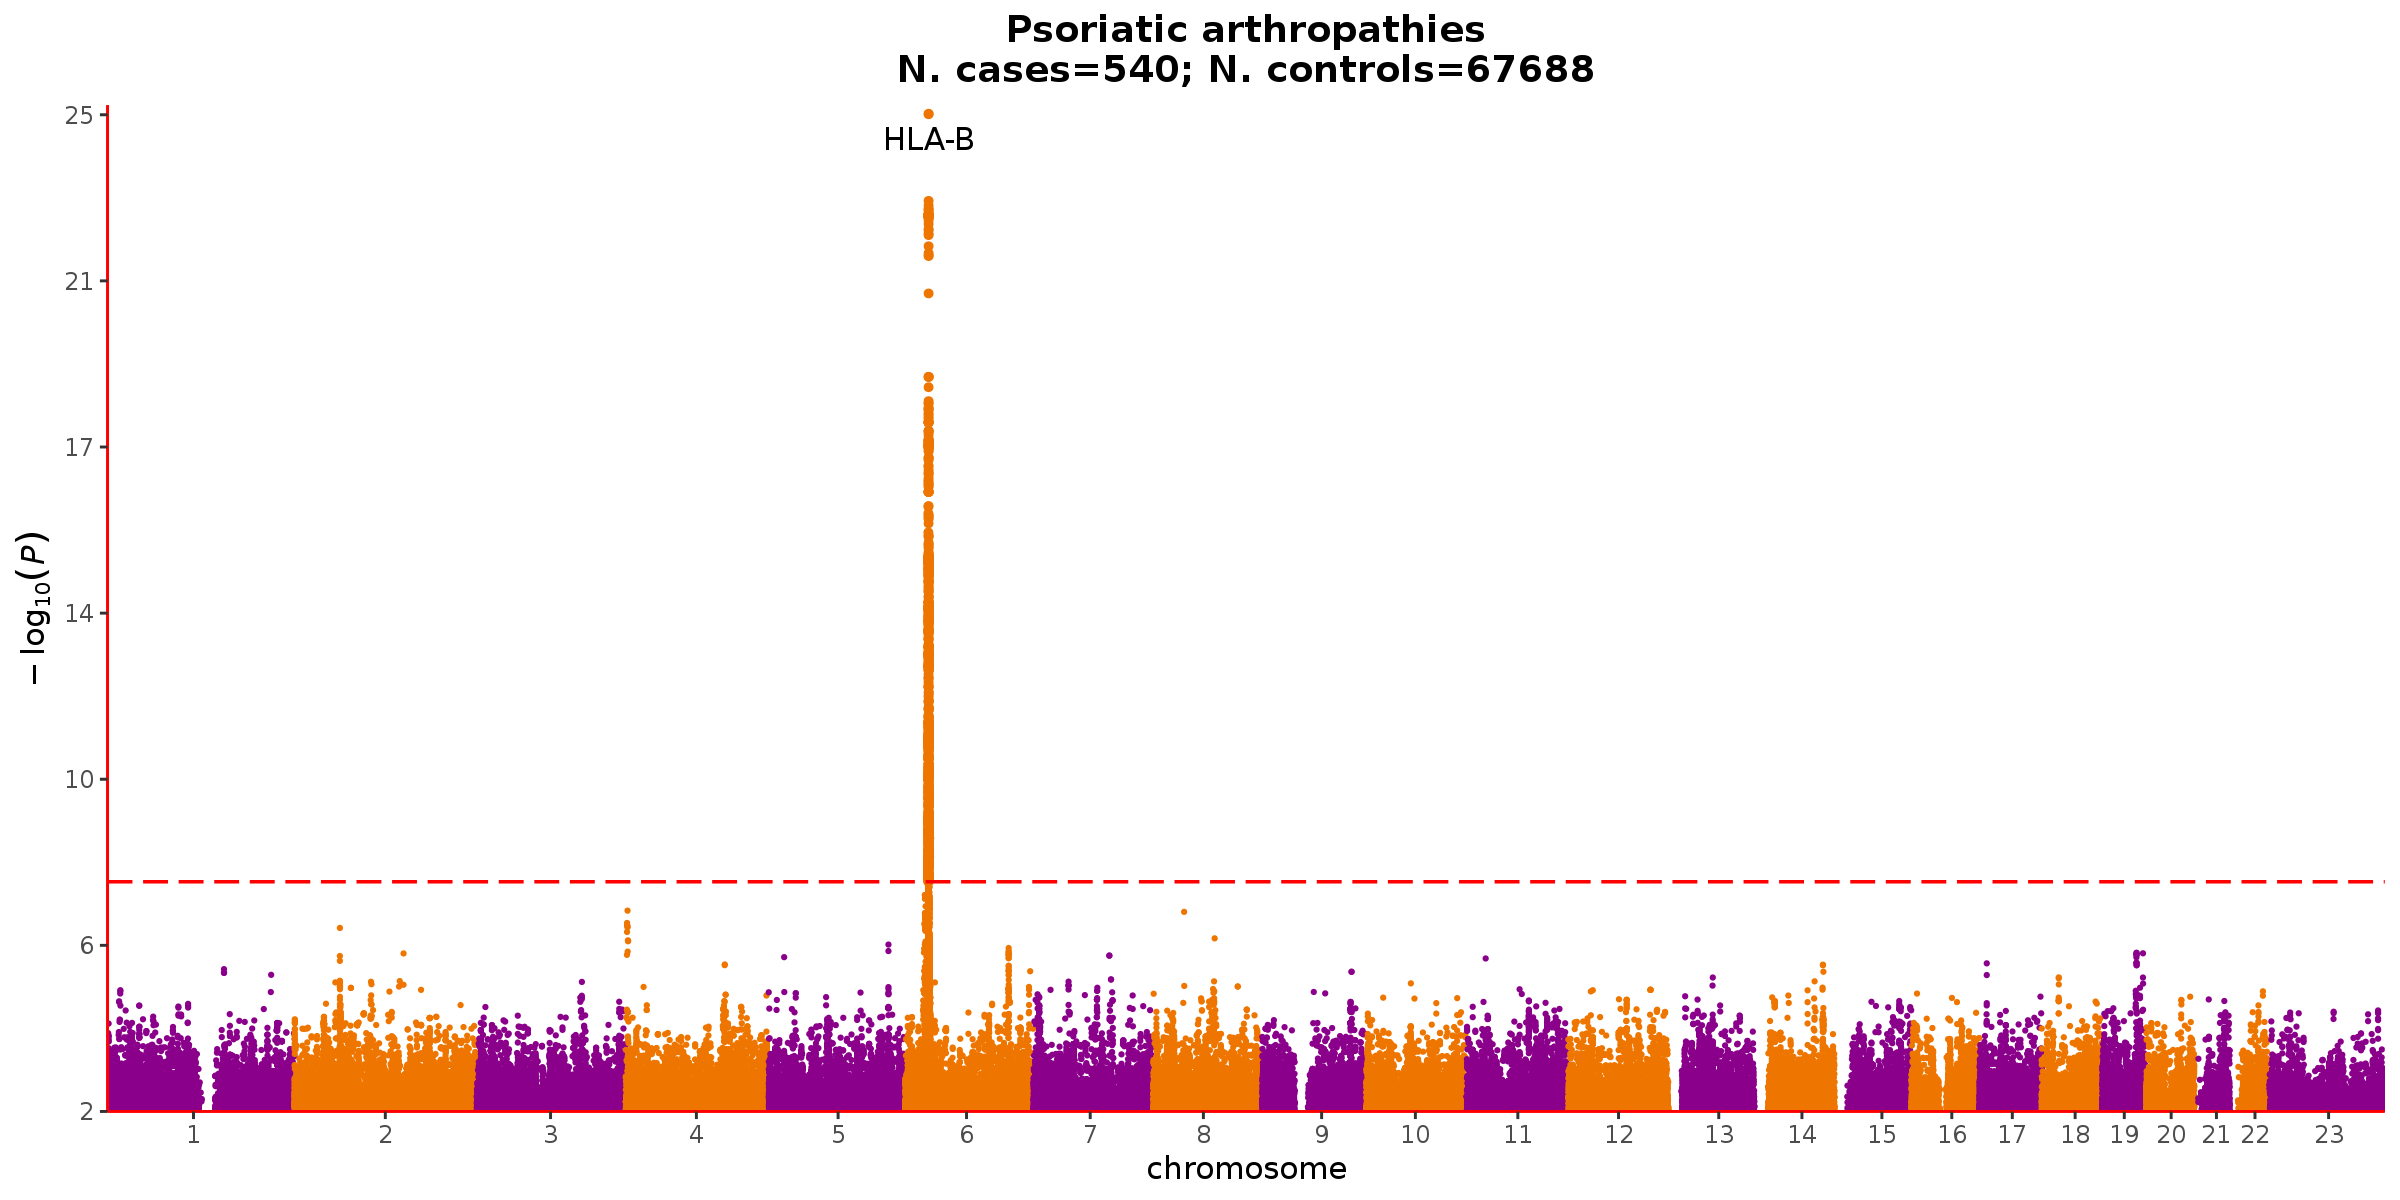 Psoriatic arthropathies
N. cases=540; N. controls=67688
25
HLA-B
21
17
14
10
6
2
−log₁₀(P)
1 2 3 4 5 6 7 8 9 10 11 12 13 14 15 16 17 18 19 20 21 22 23
chromosome